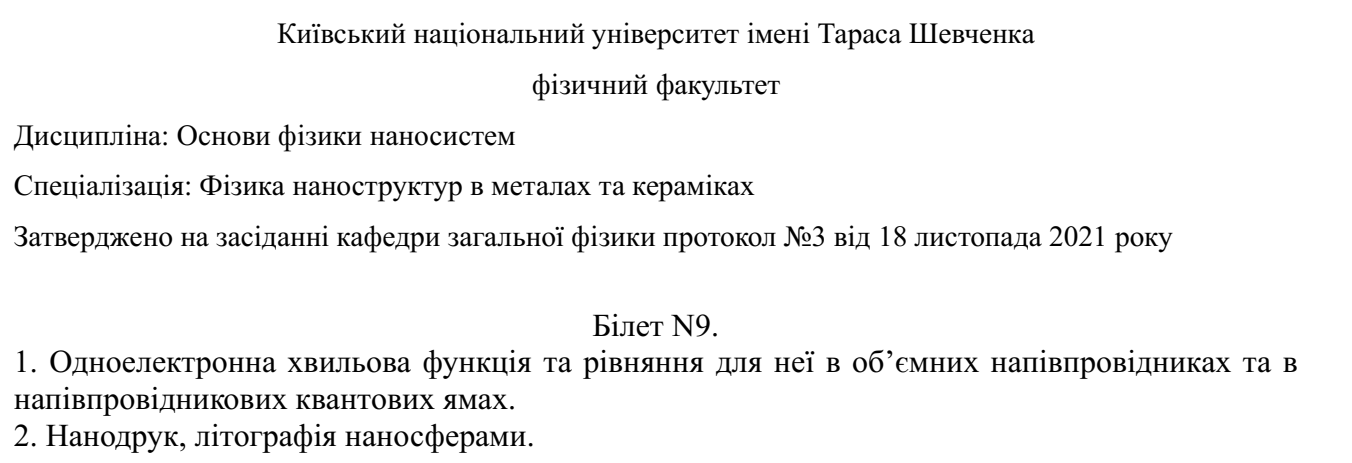 Київський національний університет імені Тараса Шевченка
фізичний факультет
Дисципліна: Основи фізики наносистем
Спеціалізація: Фізика наноструктур в металах та кераміках
Затверджено на засіданні кафедри загальної фізики протокол №3 від 18 листопада 2021 року
Білет N9.
1. Одноелектронна хвильова функція та рівняння для неї в об’ємних напівпровідниках та в
напівпровідникових квантових ямах.
2. Нанодрук, літографія наносферами.